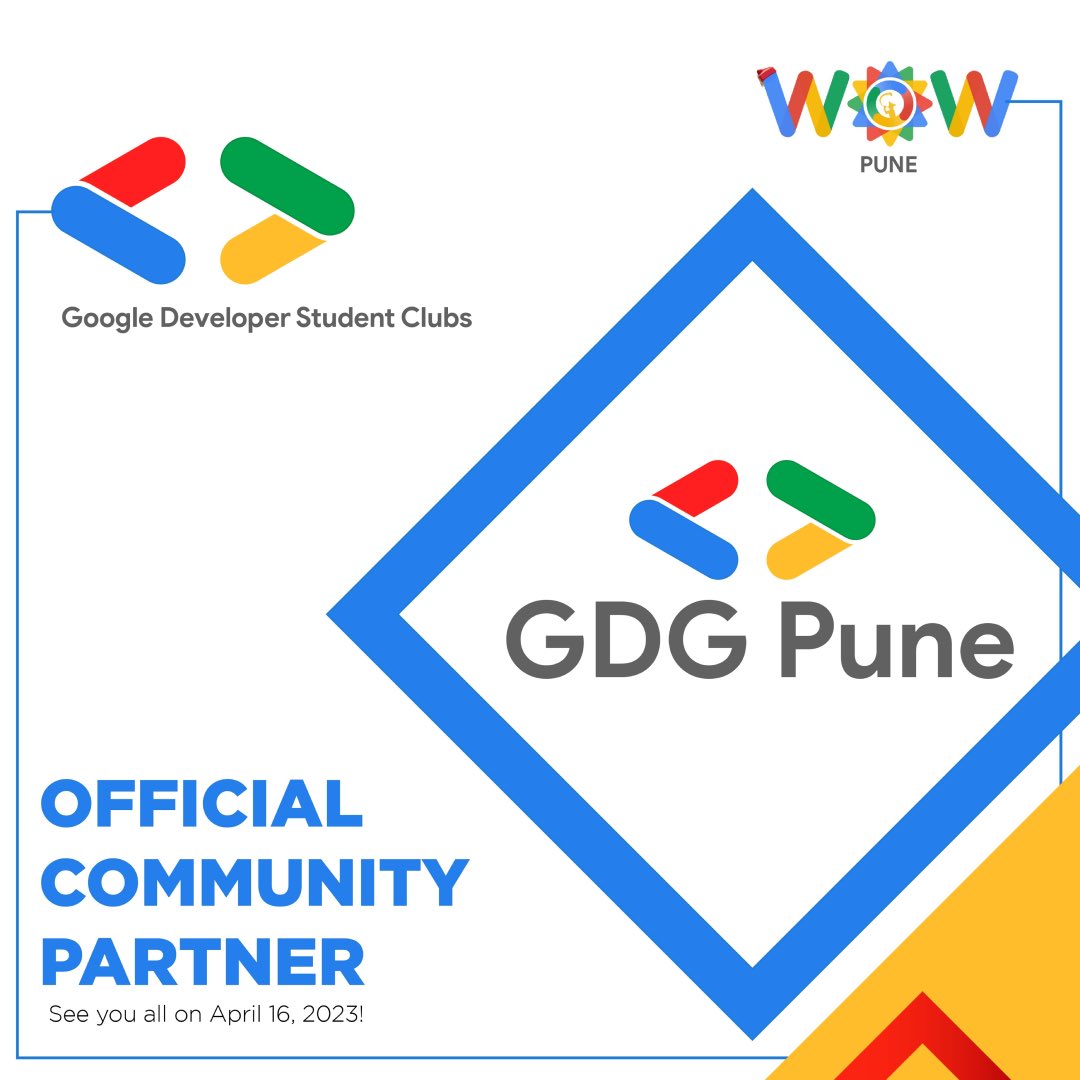 WOW
PUNE
Google Developer Student Clubs
GDG Pune
OFFICIAL
COMMUNITY
PARTNER
See you all on April 16, 2023!